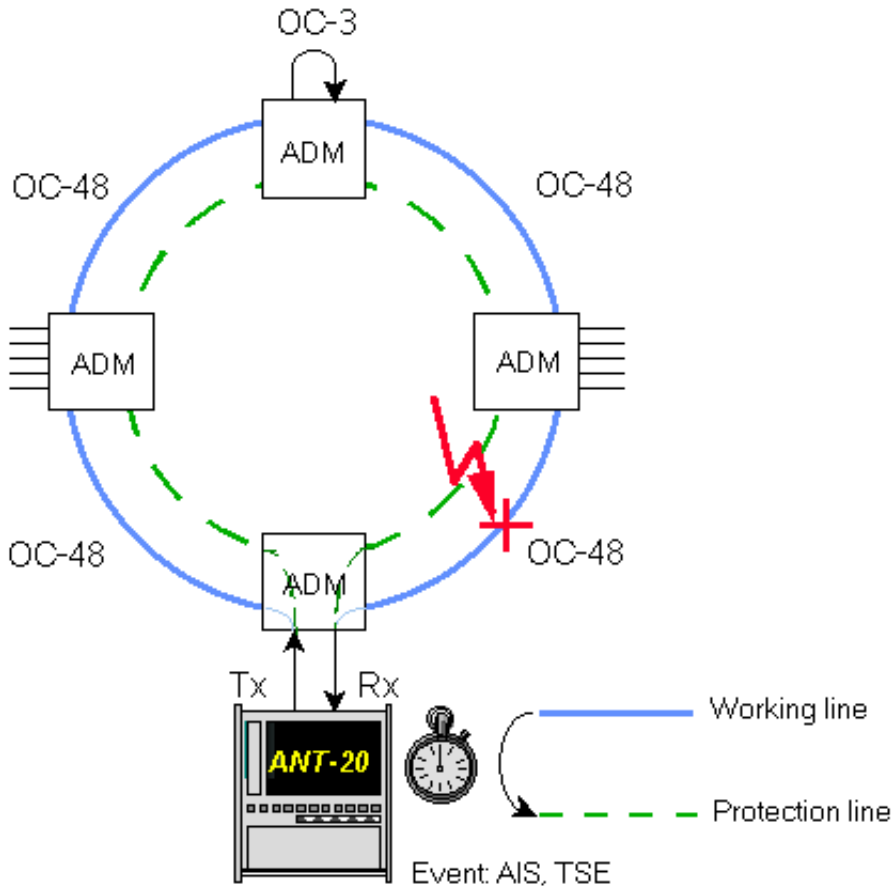 OC-3
ADM
OC-48
OC-48
ADM
ADM
OC-48
OC-48
ADM
Tx
Rx
ANT-20
Working line
Protection line
Event: AIS, TSE